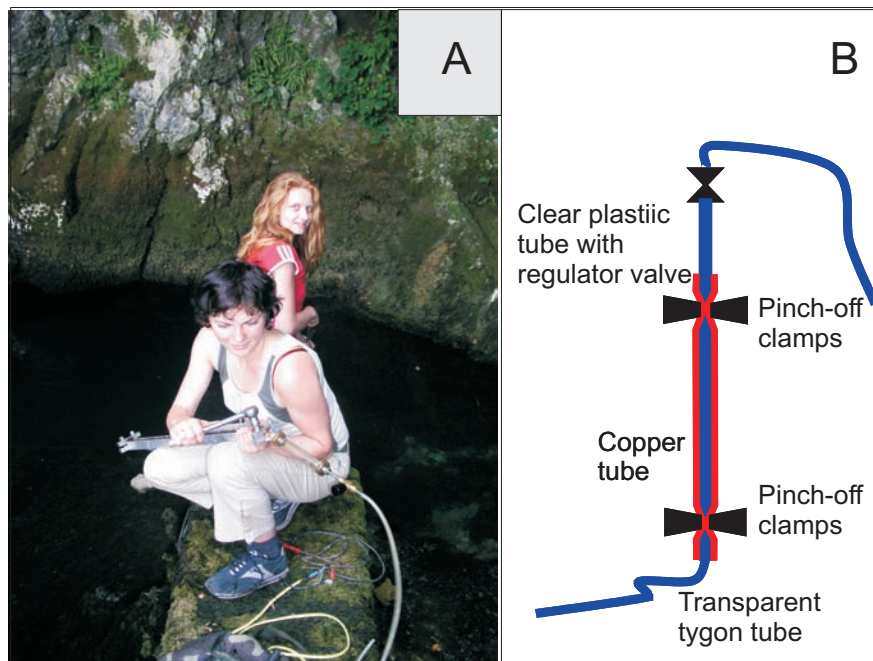 A
B
Clear plastiic
tube with
regulator valve
Pinch-off
clamps
Copper
tube
Pinch-off
clamps
Transparent
tygon tube